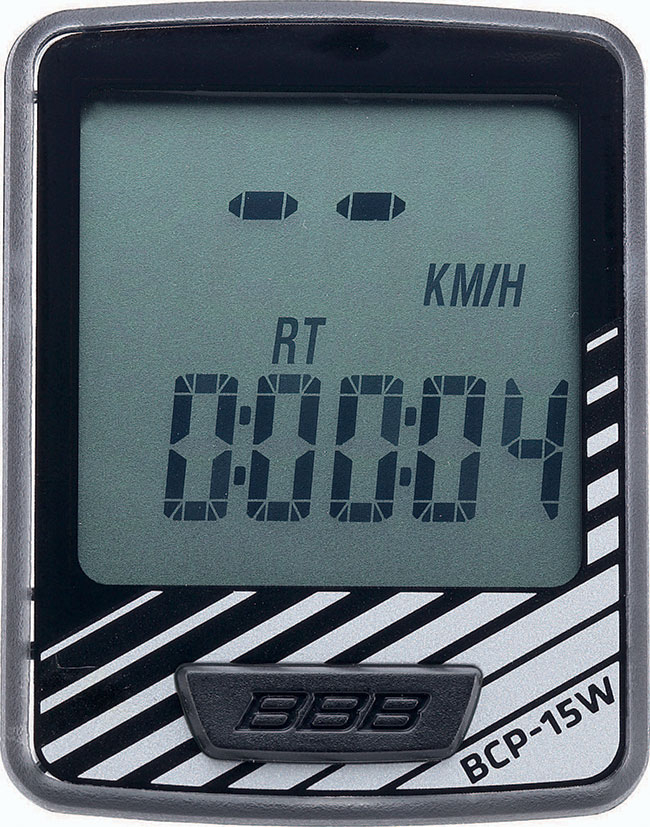 - -
KM/H
RT
0:00:04
BBB
BCP-15W